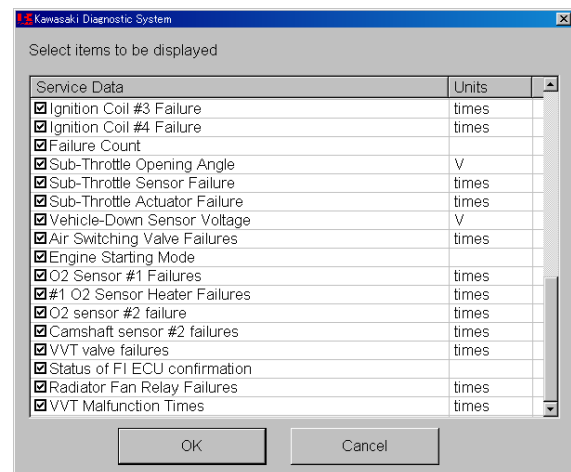 Kawasaki Diagnostic System
Select items to be displayed
Service Data Units
Ignition Coil #3 Failure times
Ignition Coil #4 Failure times
Failure Count
Sub-Throttle Opening Angle V
Sub-Throttle Sensor Failure times
Sub-Throttle Actuator Failure times
Vehicle-Down Sensor Voltage V
Air Switching Valve Failures times
Engine Starting Mode
O2 Sensor #1 Failures times
#1 O2 Sensor Heater Failures times
O2 sensor #2 failure times
Camshaft sensor #2 failures times
VVT valve failures times
Status of FI ECU confirmation
Radiator Fan Relay Failures times
VVT Malfunction Times times
OK Cancel